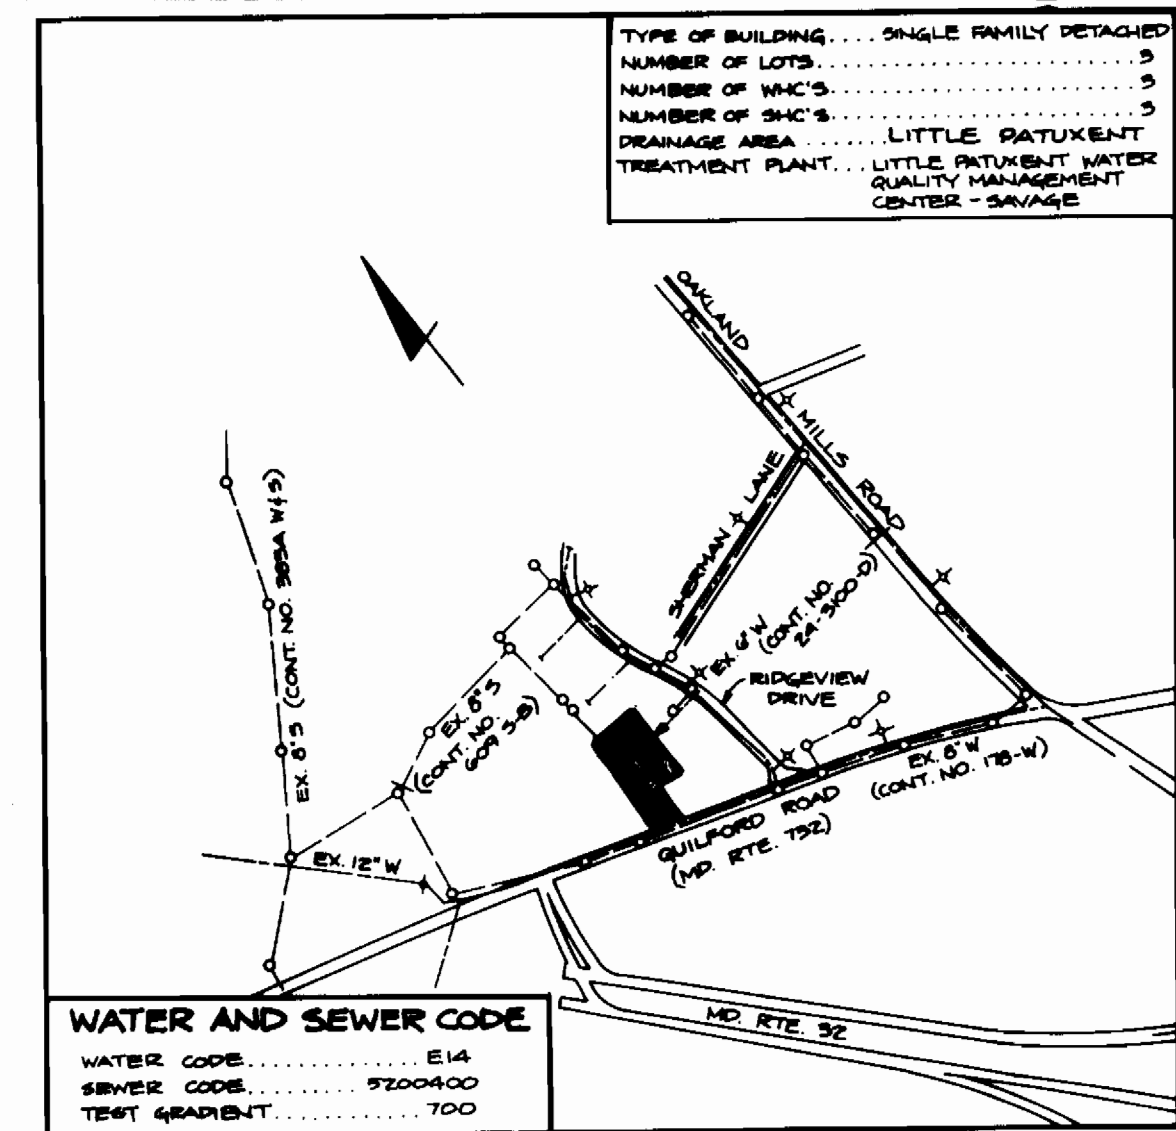 TYPE OF BUILDING.... SINGLE FAMILY DETACHED
NUMBER OF LOTS..............................3
NUMBER OF WHC'S.............................3
NUMBER OF SHC'S.............................3
DRAINAGE AREA ....... LITTLE PATUXENT
TREATMENT PLANT... LITTLE PATUXENT WATER
QUALITY MANAGEMENT
CENTER - SAVAGE
OAKLAND MILLS ROAD
SHERMAN LANE
EX. 8"S (CONT. NO. W&S)
EX. 6"W
(CONT. NO.
24-3100-D)
RIDGEVIEW
DRIVE
EX. 8"S
(CONT. NO.
609 S-B)
EX. 8"W
(CONT. NO. 178-W)
GUILFORD ROAD
(MD. RTE. 732)
EX. 12"W
MD. RTE. 32
WATER AND SEWER CODE
WATER CODE.............. E14
SEWER CODE.......... 5200400
TEST GRADIENT............ 700